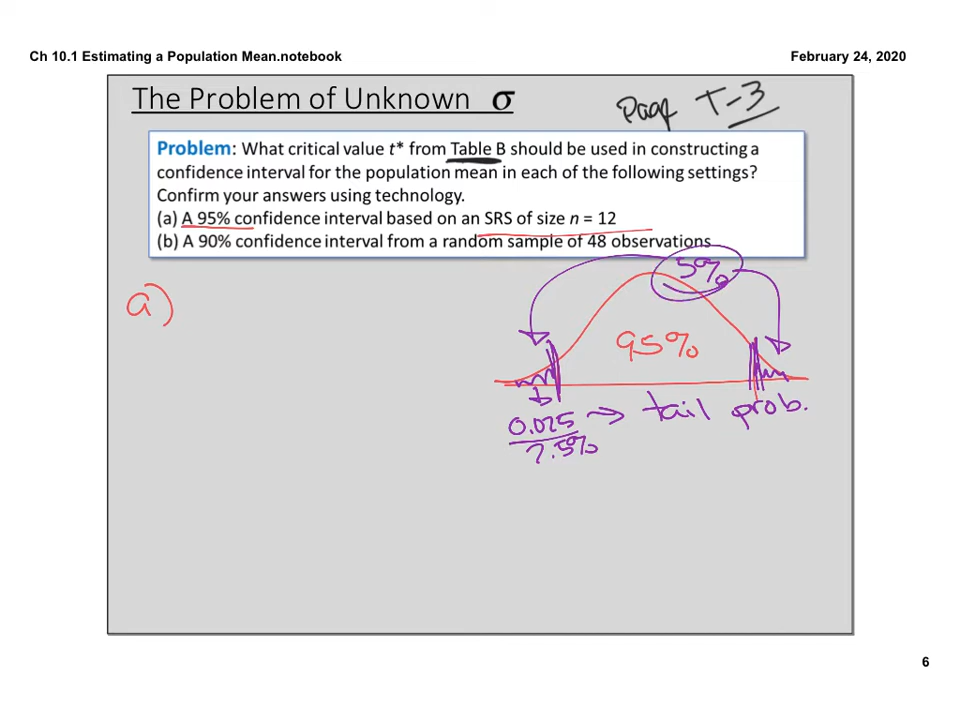 Ch 10.1 Estimating a Population Mean.notebook
February 24, 2020
The Problem of Unknown σ
Page T-3
Problem: What critical value t* from Table B should be used in constructing a
confidence interval for the population mean in each of the following settings?
Confirm your answers using technology.
(a) A 95% confidence interval based on an SRS of size n = 12
(b) A 90% confidence interval from a random sample of 48 observations
5%
a)
95%
0.025 → tail prob.
2.5%
6